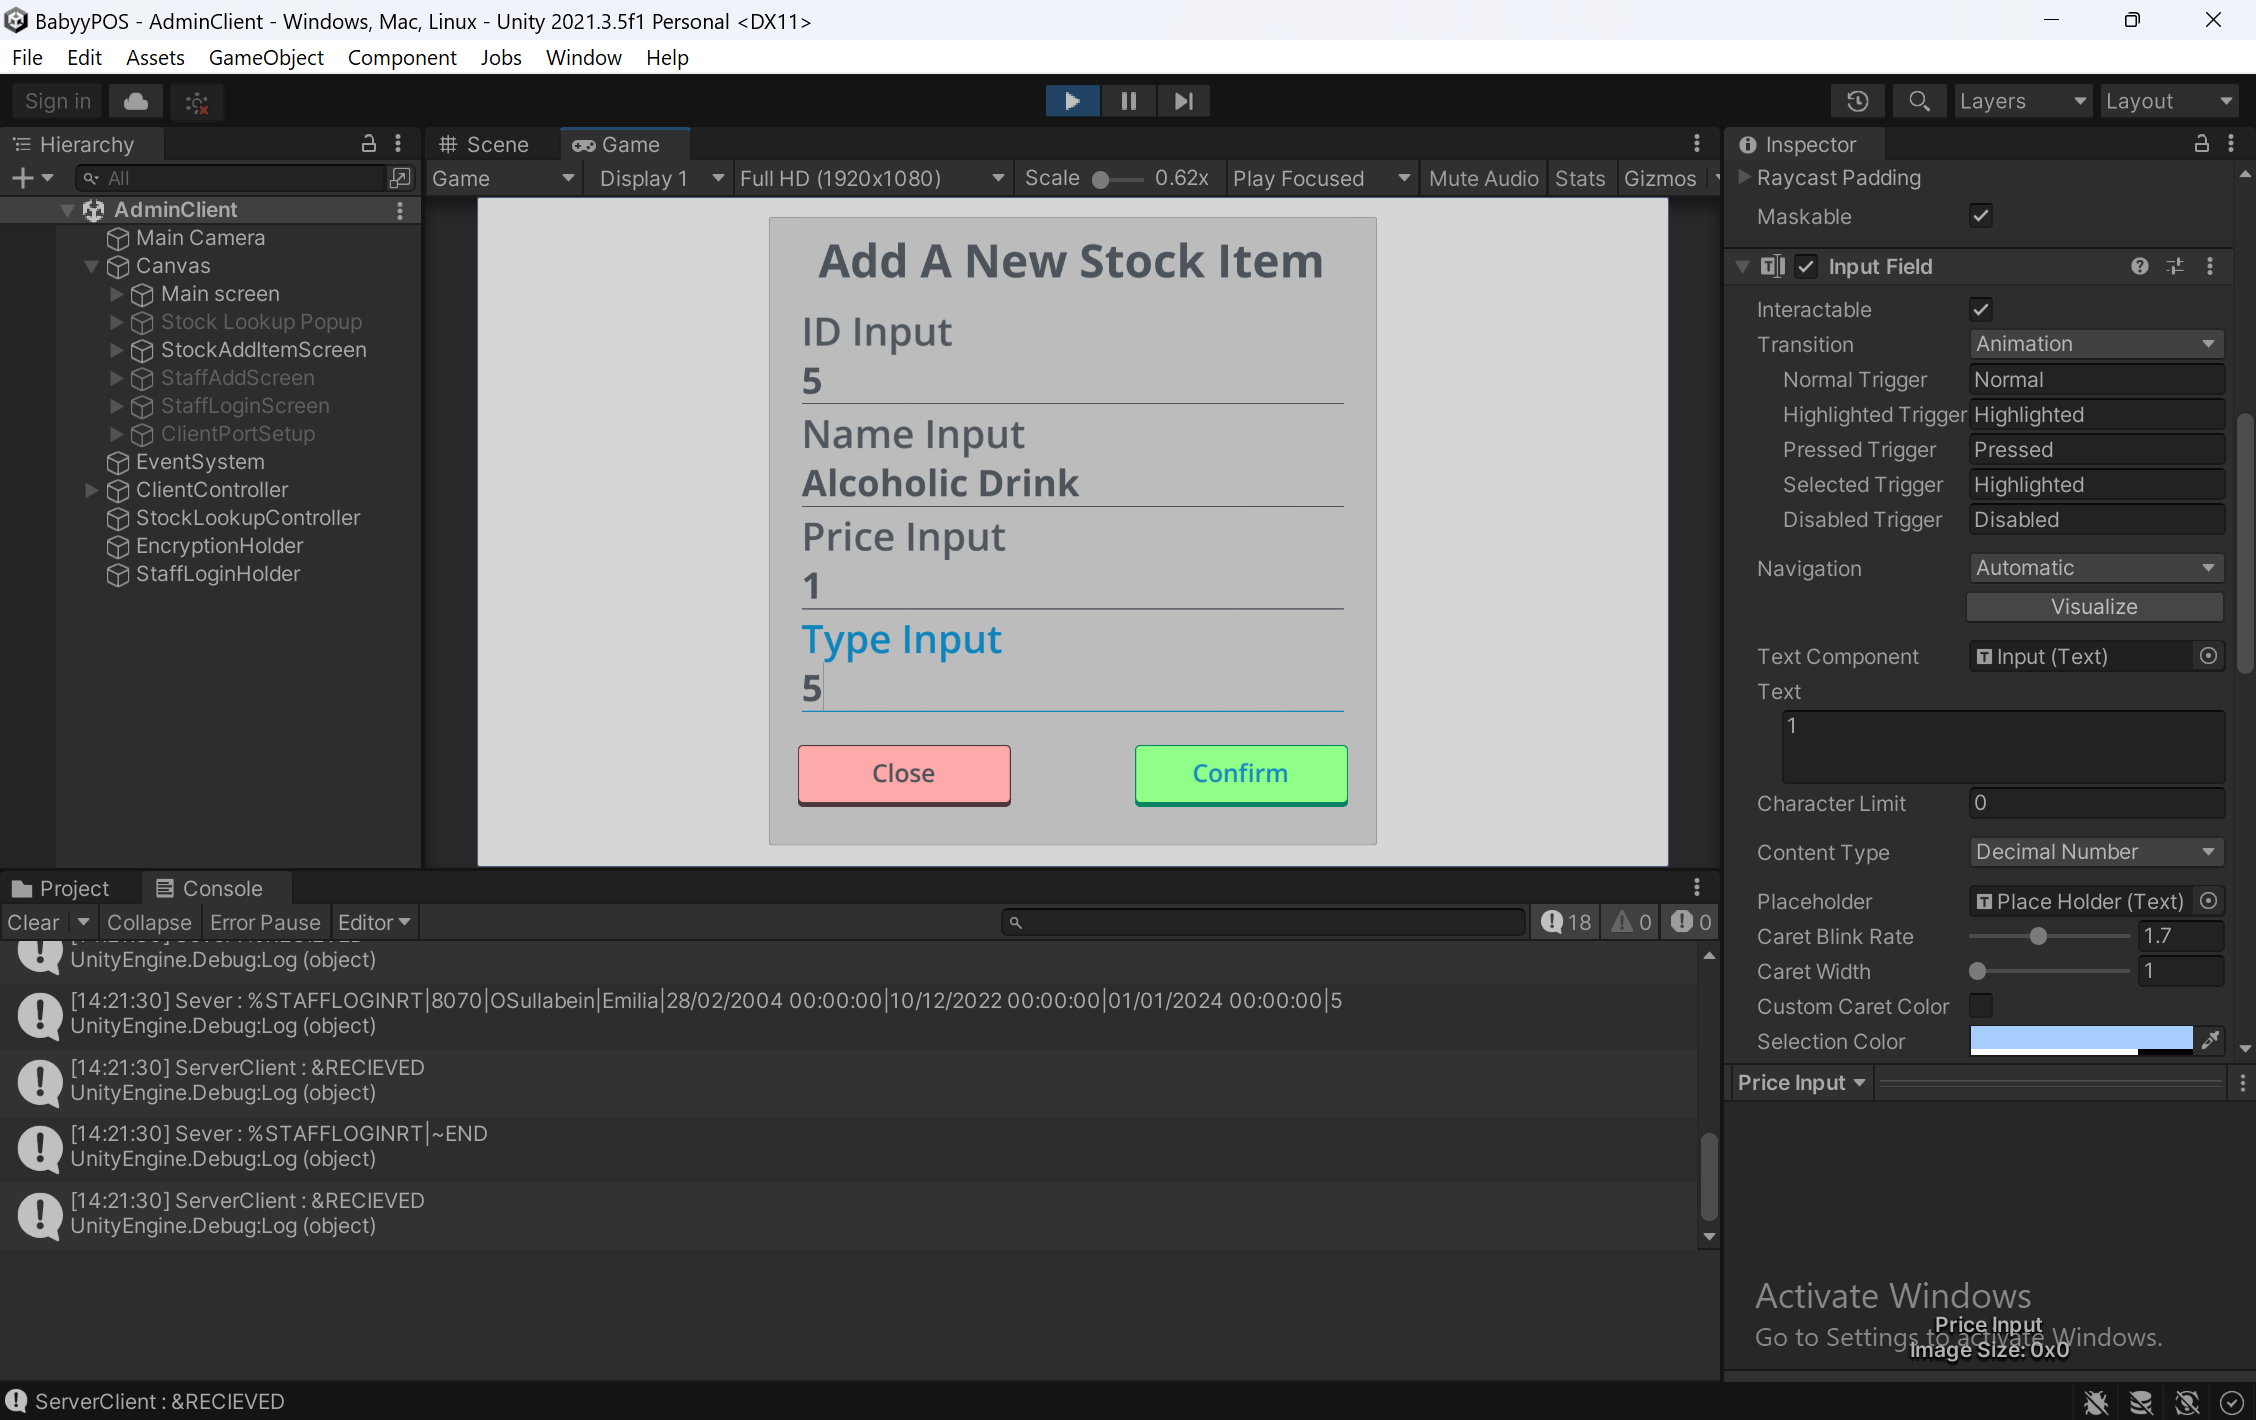 BabyyPOS - AdminClient - Windows, Mac, Linux - Unity 2021.3.5f1 Personal <DX11>
File Edit Assets GameObject Component Jobs Window Help
Sign in
Layers Layout
Hierarchy
All
AdminClient
Main Camera
Canvas
Main screen
Stock Lookup Popup
StockAddItemScreen
StaffAddScreen
StaffLoginScreen
ClientPortSetup
EventSystem
ClientController
StockLookupController
EncryptionHolder
StaffLoginHolder
Scene Game
Game Display 1 Full HD (1920x1080) Scale 0.62x Play Focused Mute Audio Stats Gizmos
Add A New Stock Item
ID Input
5
Name Input
Alcoholic Drink
Price Input
1
Type Input
5
Close Confirm
Inspector
Raycast Padding
Maskable
Input Field
Interactable
Transition Animation
Normal Trigger Normal
Highlighted Trigger Highlighted
Pressed Trigger Pressed
Selected Trigger Highlighted
Disabled Trigger Disabled
Navigation Automatic
Visualize
Text Component Input (Text)
Text
1
Character Limit 0
Content Type Decimal Number
Placeholder Place Holder (Text)
Caret Blink Rate 1.7
Caret Width 1
Custom Caret Color
Selection Color
Price Input
Activate Windows
Go to Settings to activate Windows.
Price Input
Image Size: 0x0
Project Console
Clear Collapse Error Pause Editor 18 0 0
UnityEngine.Debug:Log (object)
[14:21:30] Sever : %STAFFLOGINRT|8070|OSullabein|Emilia|28/02/2004 00:00:00|10/12/2022 00:00:00|01/01/2024 00:00:00|5
UnityEngine.Debug:Log (object)
[14:21:30] ServerClient : &RECIEVED
UnityEngine.Debug:Log (object)
[14:21:30] Sever : %STAFFLOGINRT|~END
UnityEngine.Debug:Log (object)
[14:21:30] ServerClient : &RECIEVED
UnityEngine.Debug:Log (object)
ServerClient : &RECIEVED